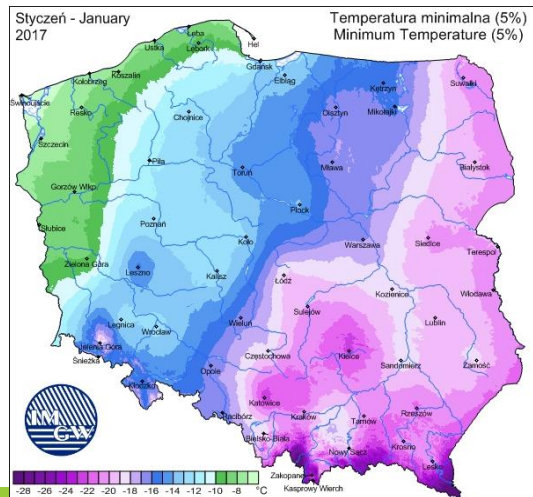 Styczeń - January
2017
Temperatura minimalna (5%)
Minimum Temperature (5%)
Łeba
Hel
Ustka
Lębork
Gdańsk
Kołobrzeg
Koszalin
Elbląg
Kętrzyn
Suwałki
Świnoujście
Resko
Chojnice
Olsztyn
Mikołajki
Szczecin
Piła
Toruń
Mława
Białystok
Gorzów Wlkp.
Słubice
Poznań
Płock
Koło
Warszawa
Siedlce
Terespol
Zielona Góra
Leszno
Kalisz
Łódź
Kozienice
Włodawa
Sulejów
Legnica
Wrocław
Wieluń
Lublin
Jelenia Góra
Śnieżka
Częstochowa
Kielce
Sandomierz
Zamość
Kłodzko
Opole
Katowice
Racibórz
Kraków
Tarnów
Rzeszów
Bielsko-Biała
Nowy Sącz
Krosno
Lesko
Zakopane
Kasprowy Wierch
IM
GW
-28 -26 -24 -22 -20 -18 -16 -14 -12 -10 -8 °C